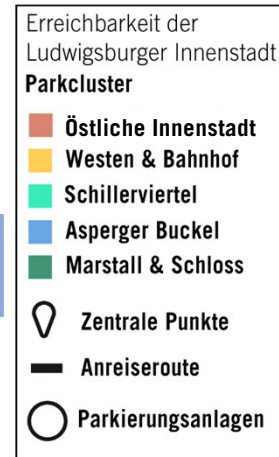 Erreichbarkeit der
Ludwigsburger Innenstadt
Parkcluster
Östliche Innenstadt
Westen & Bahnhof
Schillerviertel
Asperger Buckel
Marstall & Schloss
Zentrale Punkte
Anreiseroute
Parkierungsanlagen